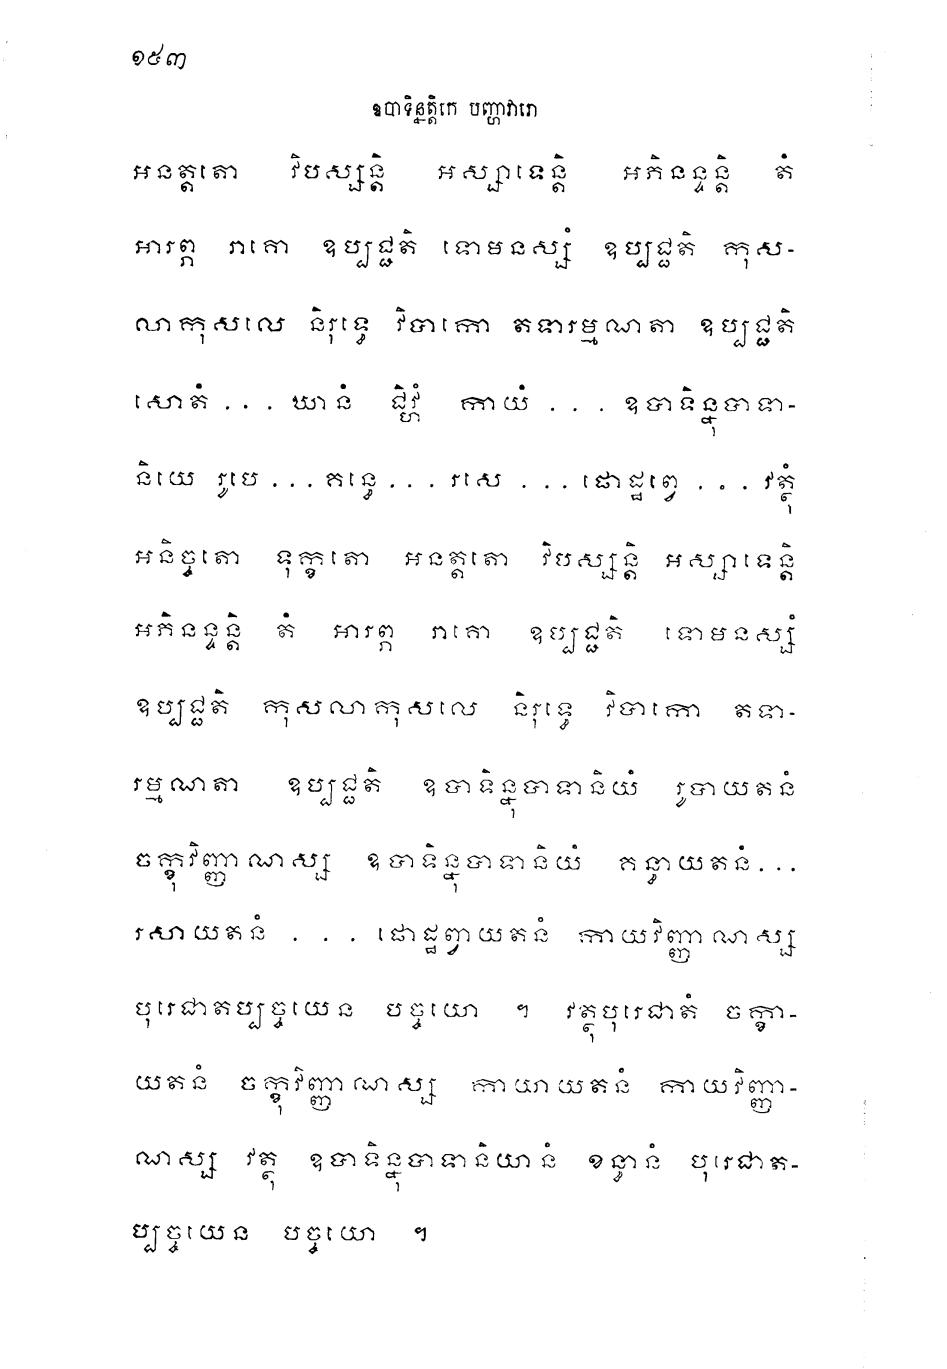 ១៥៣
ឧបាទិន្នត្តិកេ បញ្ហាវារោ
អនត្តតោ វិបស្សន្តិ អស្សាទេន្តិ អភិនន្ទន្តិ តំ
អារព្ភ រាគោ ឧប្បជ្ជតិ ទោមនស្សំ ឧប្បជ្ជតិ កុស-
លាកុសលេ និរុទ្ធេ វិបាកោ តទារម្មណតា ឧប្បជ្ជតិ
សោតំ ... ឃានំ ជិវ្ហំ កាយំ ... ឧបាទិន្នុបាទា-
និយេ រូបេ ... គន្ធេ ... រសេ ... ផោដ្ឋព្វេ ... វត្ថុំ
អនិច្ចតោ ទុក្ខតោ អនត្តតោ វិបស្សន្តិ អស្សាទេន្តិ
អភិនន្ទន្តិ តំ អារព្ភ រាគោ ឧប្បជ្ជតិ ទោមនស្សំ
ឧប្បជ្ជតិ កុសលាកុសលេ និរុទ្ធេ វិបាកោ តទា-
រម្មណតា ឧប្បជ្ជតិ ឧបាទិន្នុបាទានិយំ រូបាយតនំ
ចក្ខុវិញ្ញាណស្ស ឧបាទិន្នុបាទានិយំ គន្ធាយតនំ...
រសាយតនំ ... ផោដ្ឋព្វាយតនំ កាយវិញ្ញាណស្ស
បុរេជាតប្បច្ចយេន បច្ចយោ ។ វត្ថុបុរេជាតំ ចក្ខា-
យតនំ ចក្ខុវិញ្ញាណស្ស កាយាយតនំ កាយវិញ្ញា-
ណស្ស វត្ថុ ឧបាទិន្នុបាទានិយានំ ខន្ធានំ បុរេជាត-
ប្បច្ចយេន បច្ចយោ ។